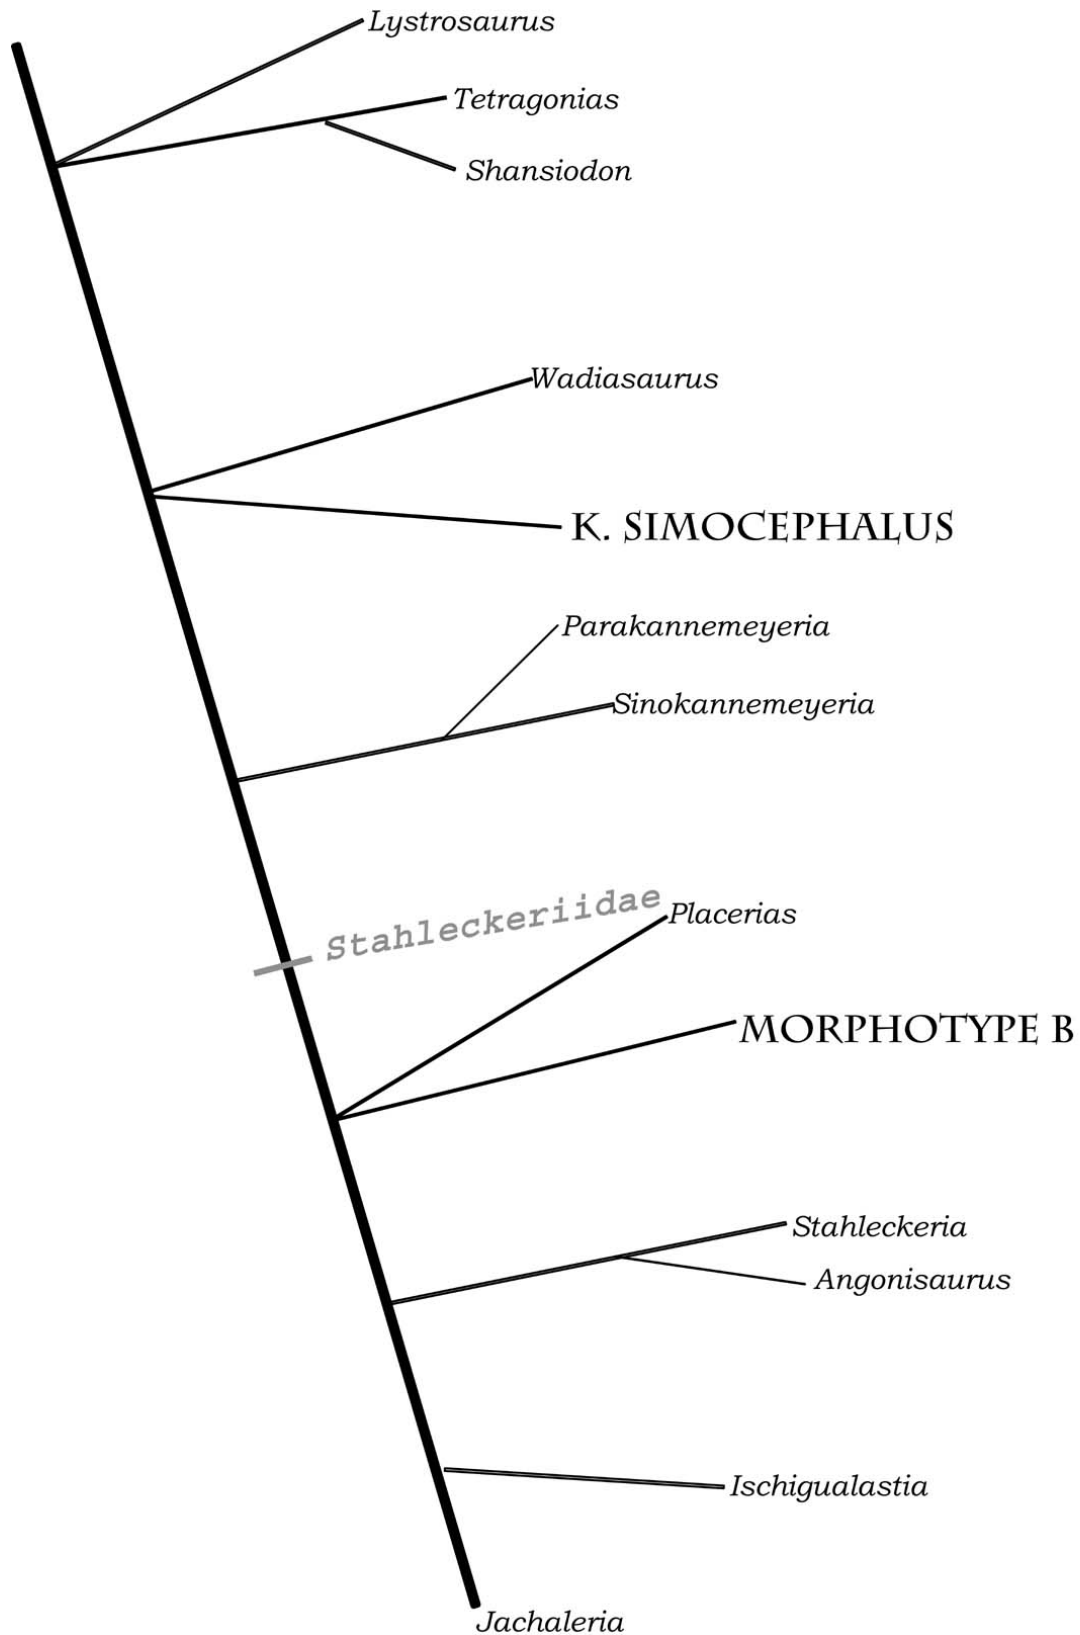 Lystrosaurus
Tetragonias
Shansiodon
Wadiasaurus
K. SIMOCEPHALUS
Parakannemeyeria
Sinokannemeyeria
Stahleckeriidae
Placerias
MORPHOTYPE B
Stahleckeria
Angonisaurus
Ischigualastia
Jachaleria